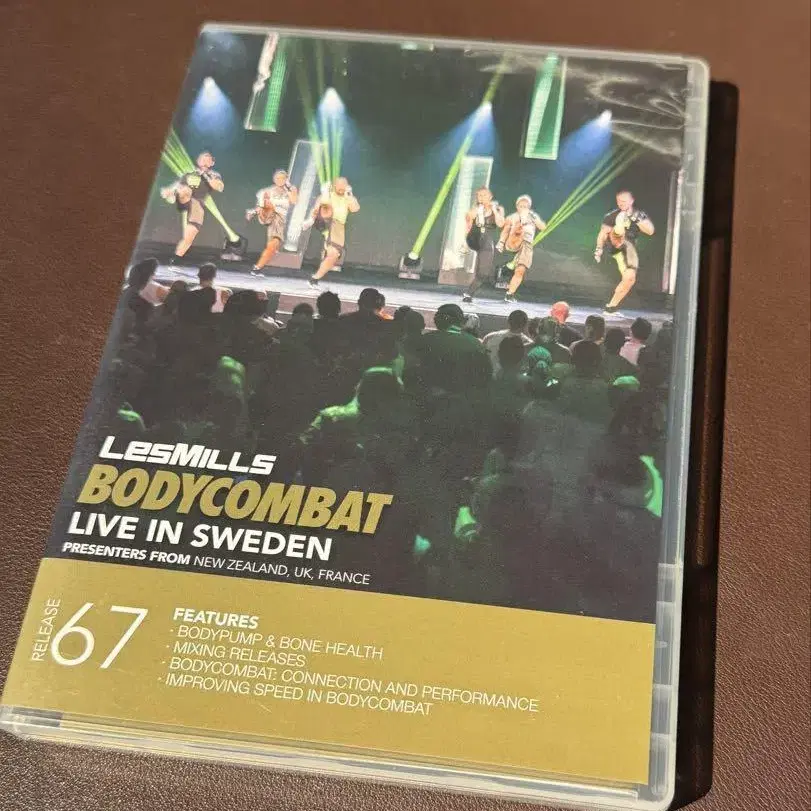 LESMILLS
BODYCOMBAT
LIVE IN SWEDEN
PRESENTERS FROM NEW ZEALAND, UK, FRANCE
RELEASE 67
FEATURES
· BODYPUMP & BONE HEALTH
· MIXING RELEASES
· BODYCOMBAT: CONNECTION AND PERFORMANCE
· IMPROVING SPEED IN BODYCOMBAT